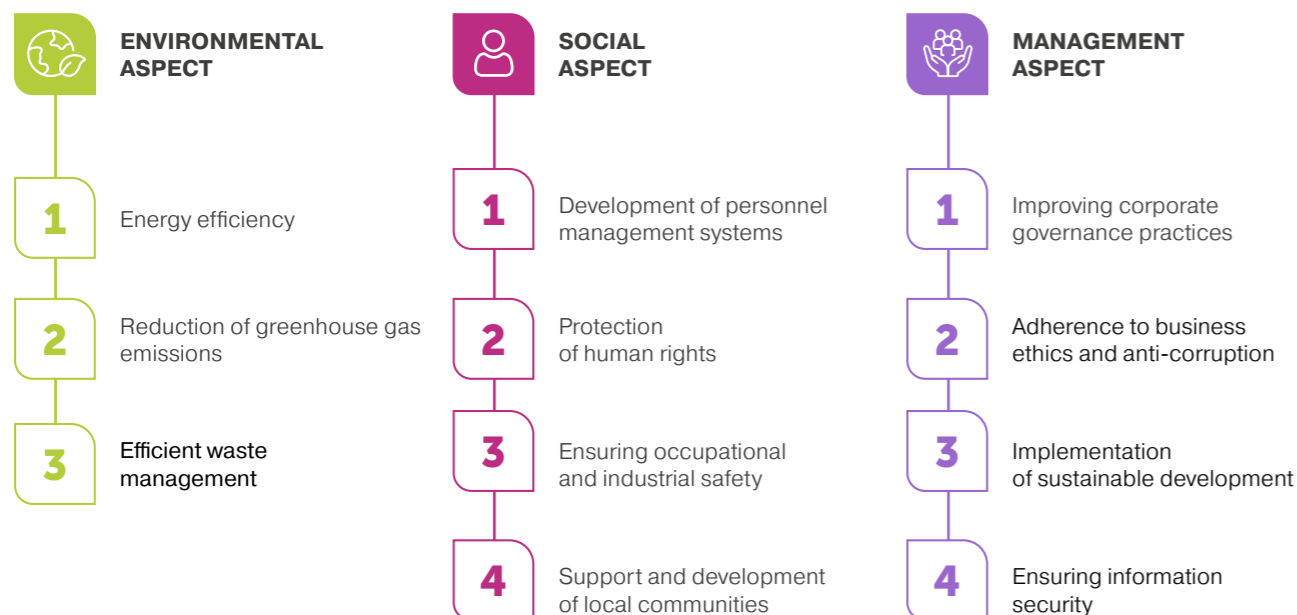 ENVIRONMENTAL
ASPECT
1
Energy efficiency
2
Reduction of greenhouse gas
emissions
3
Efficient waste
management
SOCIAL
ASPECT
1
Development of personnel
management systems
2
Protection
of human rights
3
Ensuring occupational
and industrial safety
4
Support and development
of local communities
MANAGEMENT
ASPECT
1
Improving corporate
governance practices
2
Adherence to business
ethics and anti-corruption
3
Implementation
of sustainable development
4
Ensuring information
security